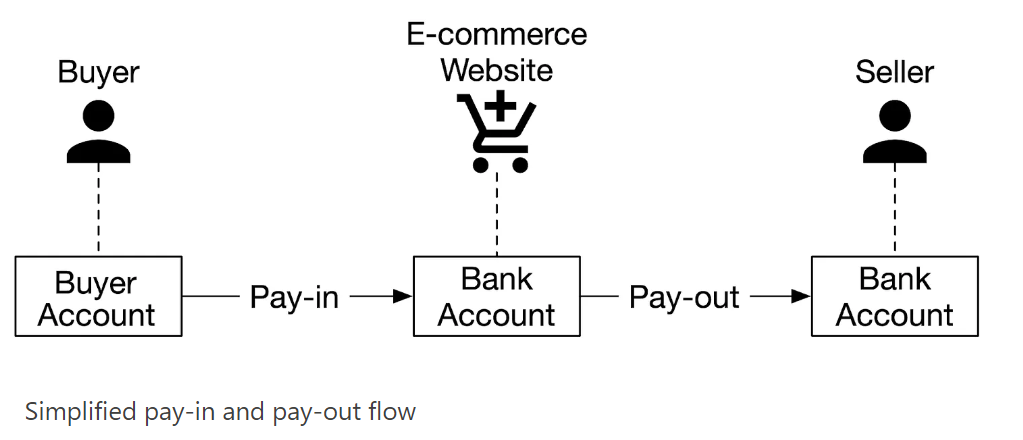 Buyer
E-commerce
Website
Seller
Buyer
Account
Pay-in
Bank
Account
Pay-out
Bank
Account
Simplified pay-in and pay-out flow